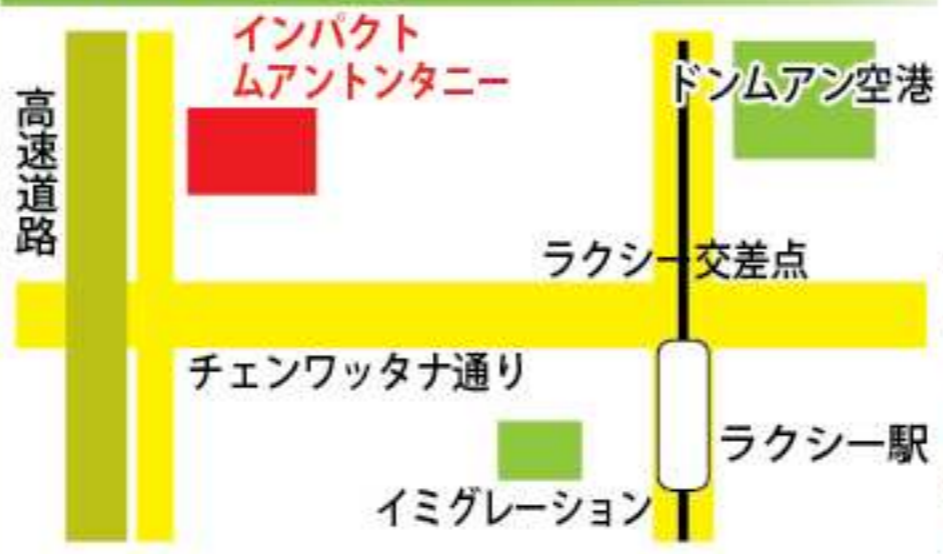 インパクト
ムアントンタニー
ドンムアン空港
高速道路
ラクシー交差点
チェンワッタナ通り
ラクシー駅
イミグレーション